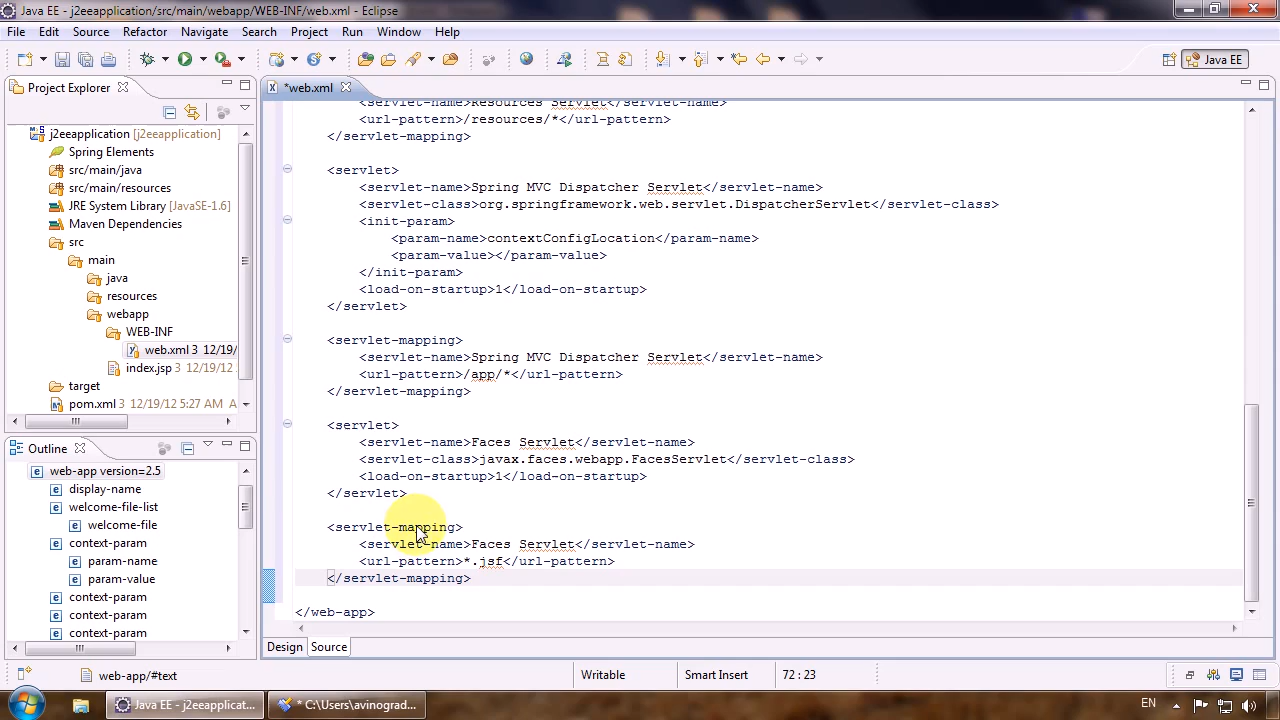 Java EE - j2eeapplication/src/main/webapp/WEB-INF/web.xml - Eclipse
File Edit Source Refactor Navigate Search Project Run Window Help
Java EE
Project Explorer
*web.xml
j2eeapplication [j2eeapplication]
Spring Elements
src/main/java
src/main/resources
JRE System Library [JavaSE-1.6]
Maven Dependencies
src
main
java
resources
webapp
WEB-INF
web.xml 3 12/19/
index.jsp 3 12/19/12
target
pom.xml 3 12/19/12 5:27 AM A
Outline
web-app version=2.5
display-name
welcome-file-list
welcome-file
context-param
param-name
param-value
context-param
context-param
context-param
<servlet-name>Resources Servlet</servlet-name>
<url-pattern>/resources/*</url-pattern>
</servlet-mapping>
<servlet>
<servlet-name>Spring MVC Dispatcher Servlet</servlet-name>
<servlet-class>org.springframework.web.servlet.DispatcherServlet</servlet-class>
<init-param>
<param-name>contextConfigLocation</param-name>
<param-value></param-value>
</init-param>
<load-on-startup>1</load-on-startup>
</servlet>
<servlet-mapping>
<servlet-name>Spring MVC Dispatcher Servlet</servlet-name>
<url-pattern>/app/*</url-pattern>
</servlet-mapping>
<servlet>
<servlet-name>Faces Servlet</servlet-name>
<servlet-class>javax.faces.webapp.FacesServlet</servlet-class>
<load-on-startup>1</load-on-startup>
</servlet>
<servlet-mapping>
<servlet-name>Faces Servlet</servlet-name>
<url-pattern>*.jsf</url-pattern>
</servlet-mapping>
</web-app>
Design Source
web-app/#text
Writable
Smart Insert
72 : 23
Java EE - j2eeapplicat...
* C:\Users\avinograd...
EN